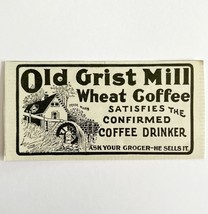 Old Grist Mill
Wheat Coffee
SATISFIES THE
CONFIRMED
COFFEE DRINKER
ASK YOUR GROCER—HE SELLS IT.